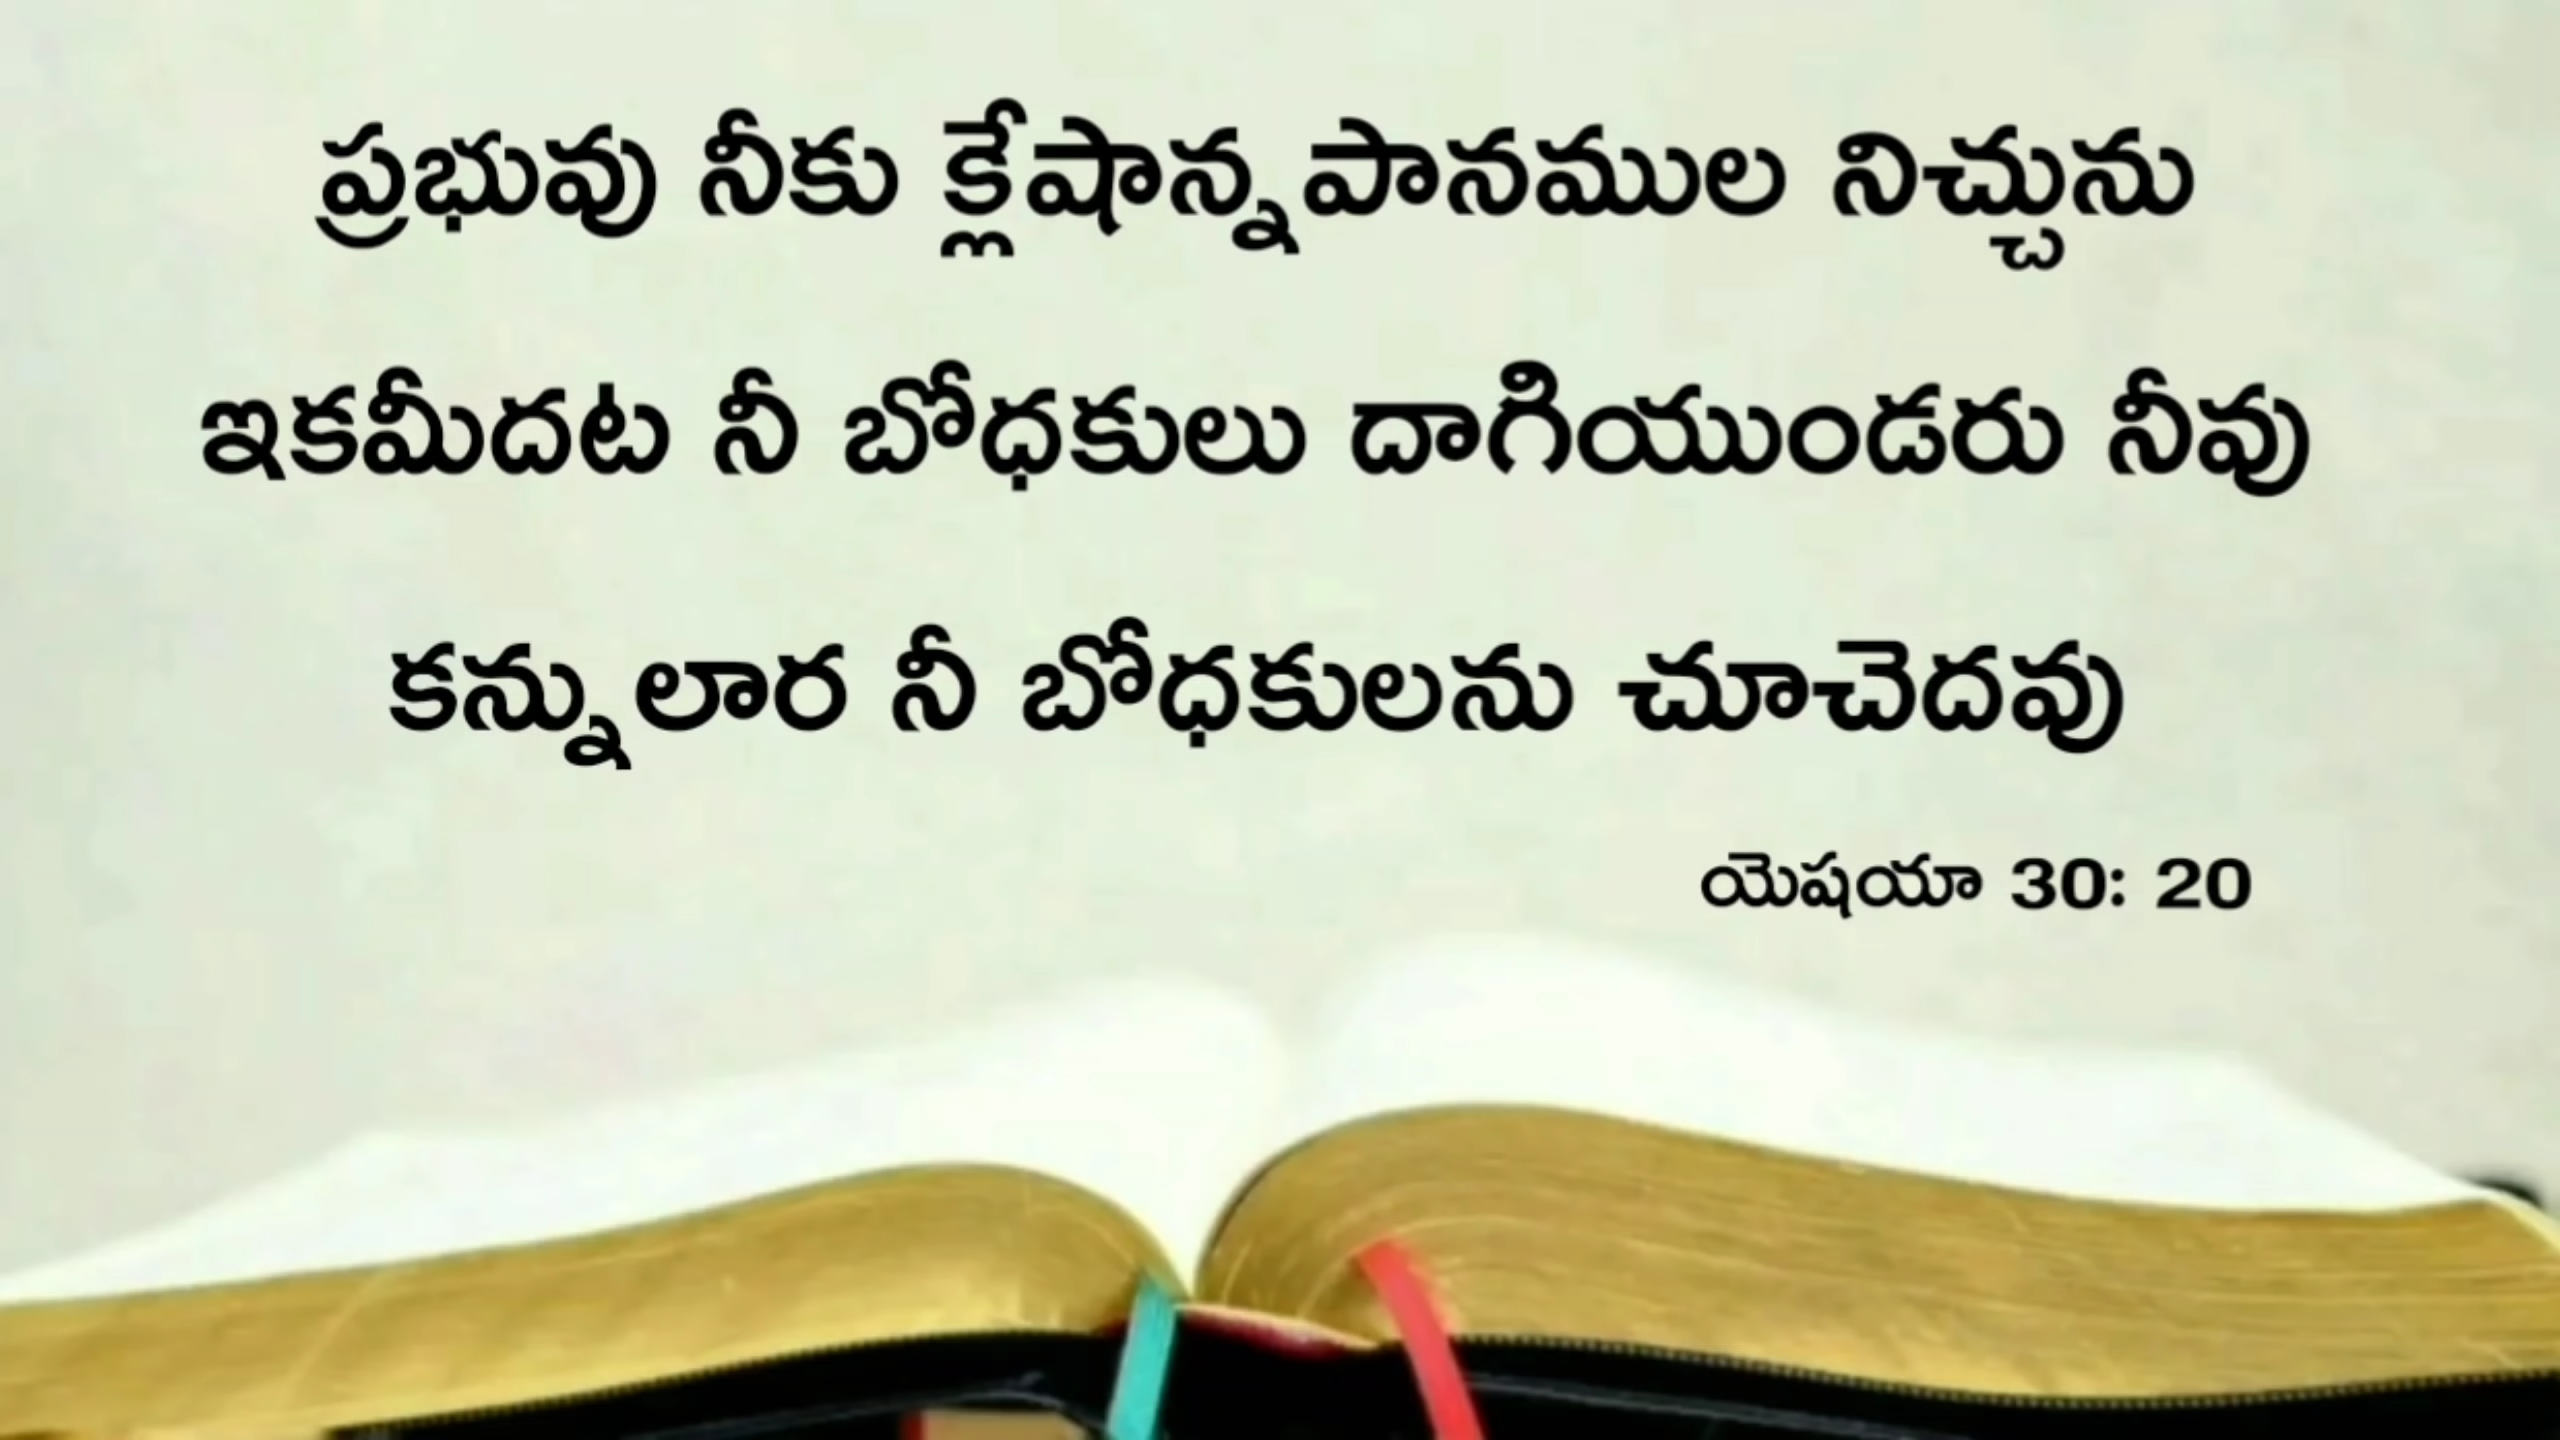 ప్రభువు నీకు క్లేషాన్నపానముల నిచ్చును
ఇకమీదట నీ బోధకులు దాగియుండరు నీవు
కన్నులార నీ బోధకులను చూచెదవు
యెషయా 30: 20